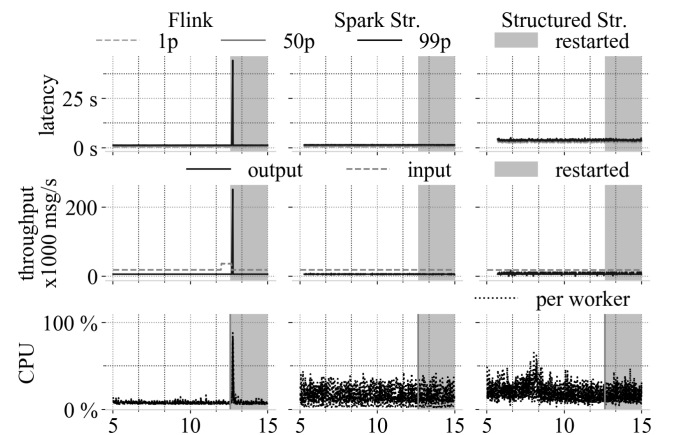 Flink Spark Str. Structured Str.
1p 50p 99p restarted
latency
25 s
0 s
output input restarted
throughput
x1000 msg/s
200
0
per worker
CPU
100 %
0 %
5 10 15 5 10 15 5 10 15